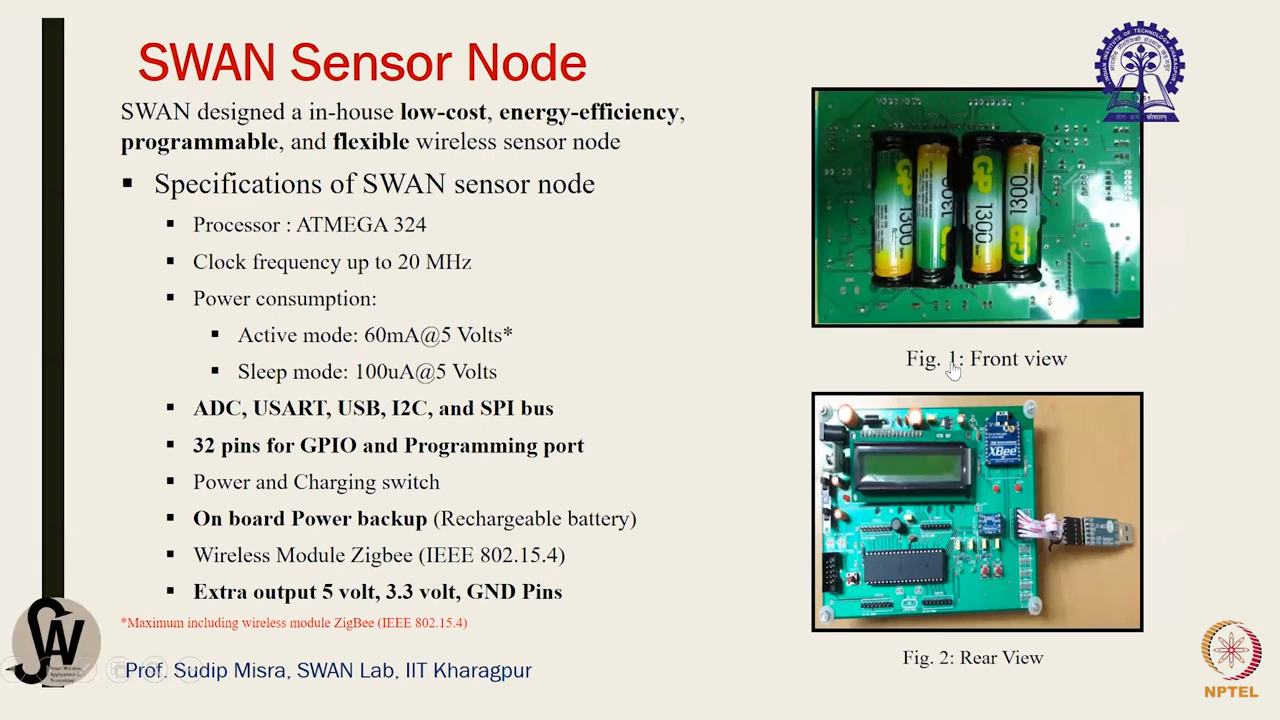 SWAN Sensor Node
SWAN designed a in-house low-cost, energy-efficiency,
programmable, and flexible wireless sensor node
Specifications of SWAN sensor node
Processor : ATMEGA 324
Clock frequency up to 20 MHz
Power consumption:
Active mode: 60mA@5 Volts*
Sleep mode: 100uA@5 Volts
ADC, USART, USB, I2C, and SPI bus
32 pins for GPIO and Programming port
Power and Charging switch
On board Power backup (Rechargeable battery)
Wireless Module Zigbee (IEEE 802.15.4)
Extra output 5 volt, 3.3 volt, GND Pins
*Maximum including wireless module ZigBee (IEEE 802.15.4)
Prof. Sudip Misra, SWAN Lab, IIT Kharagpur
GP
1300
1300
GP
1300
1300
GP
Fig. 1: Front view
XBee
Fig. 2: Rear View
NPTEL